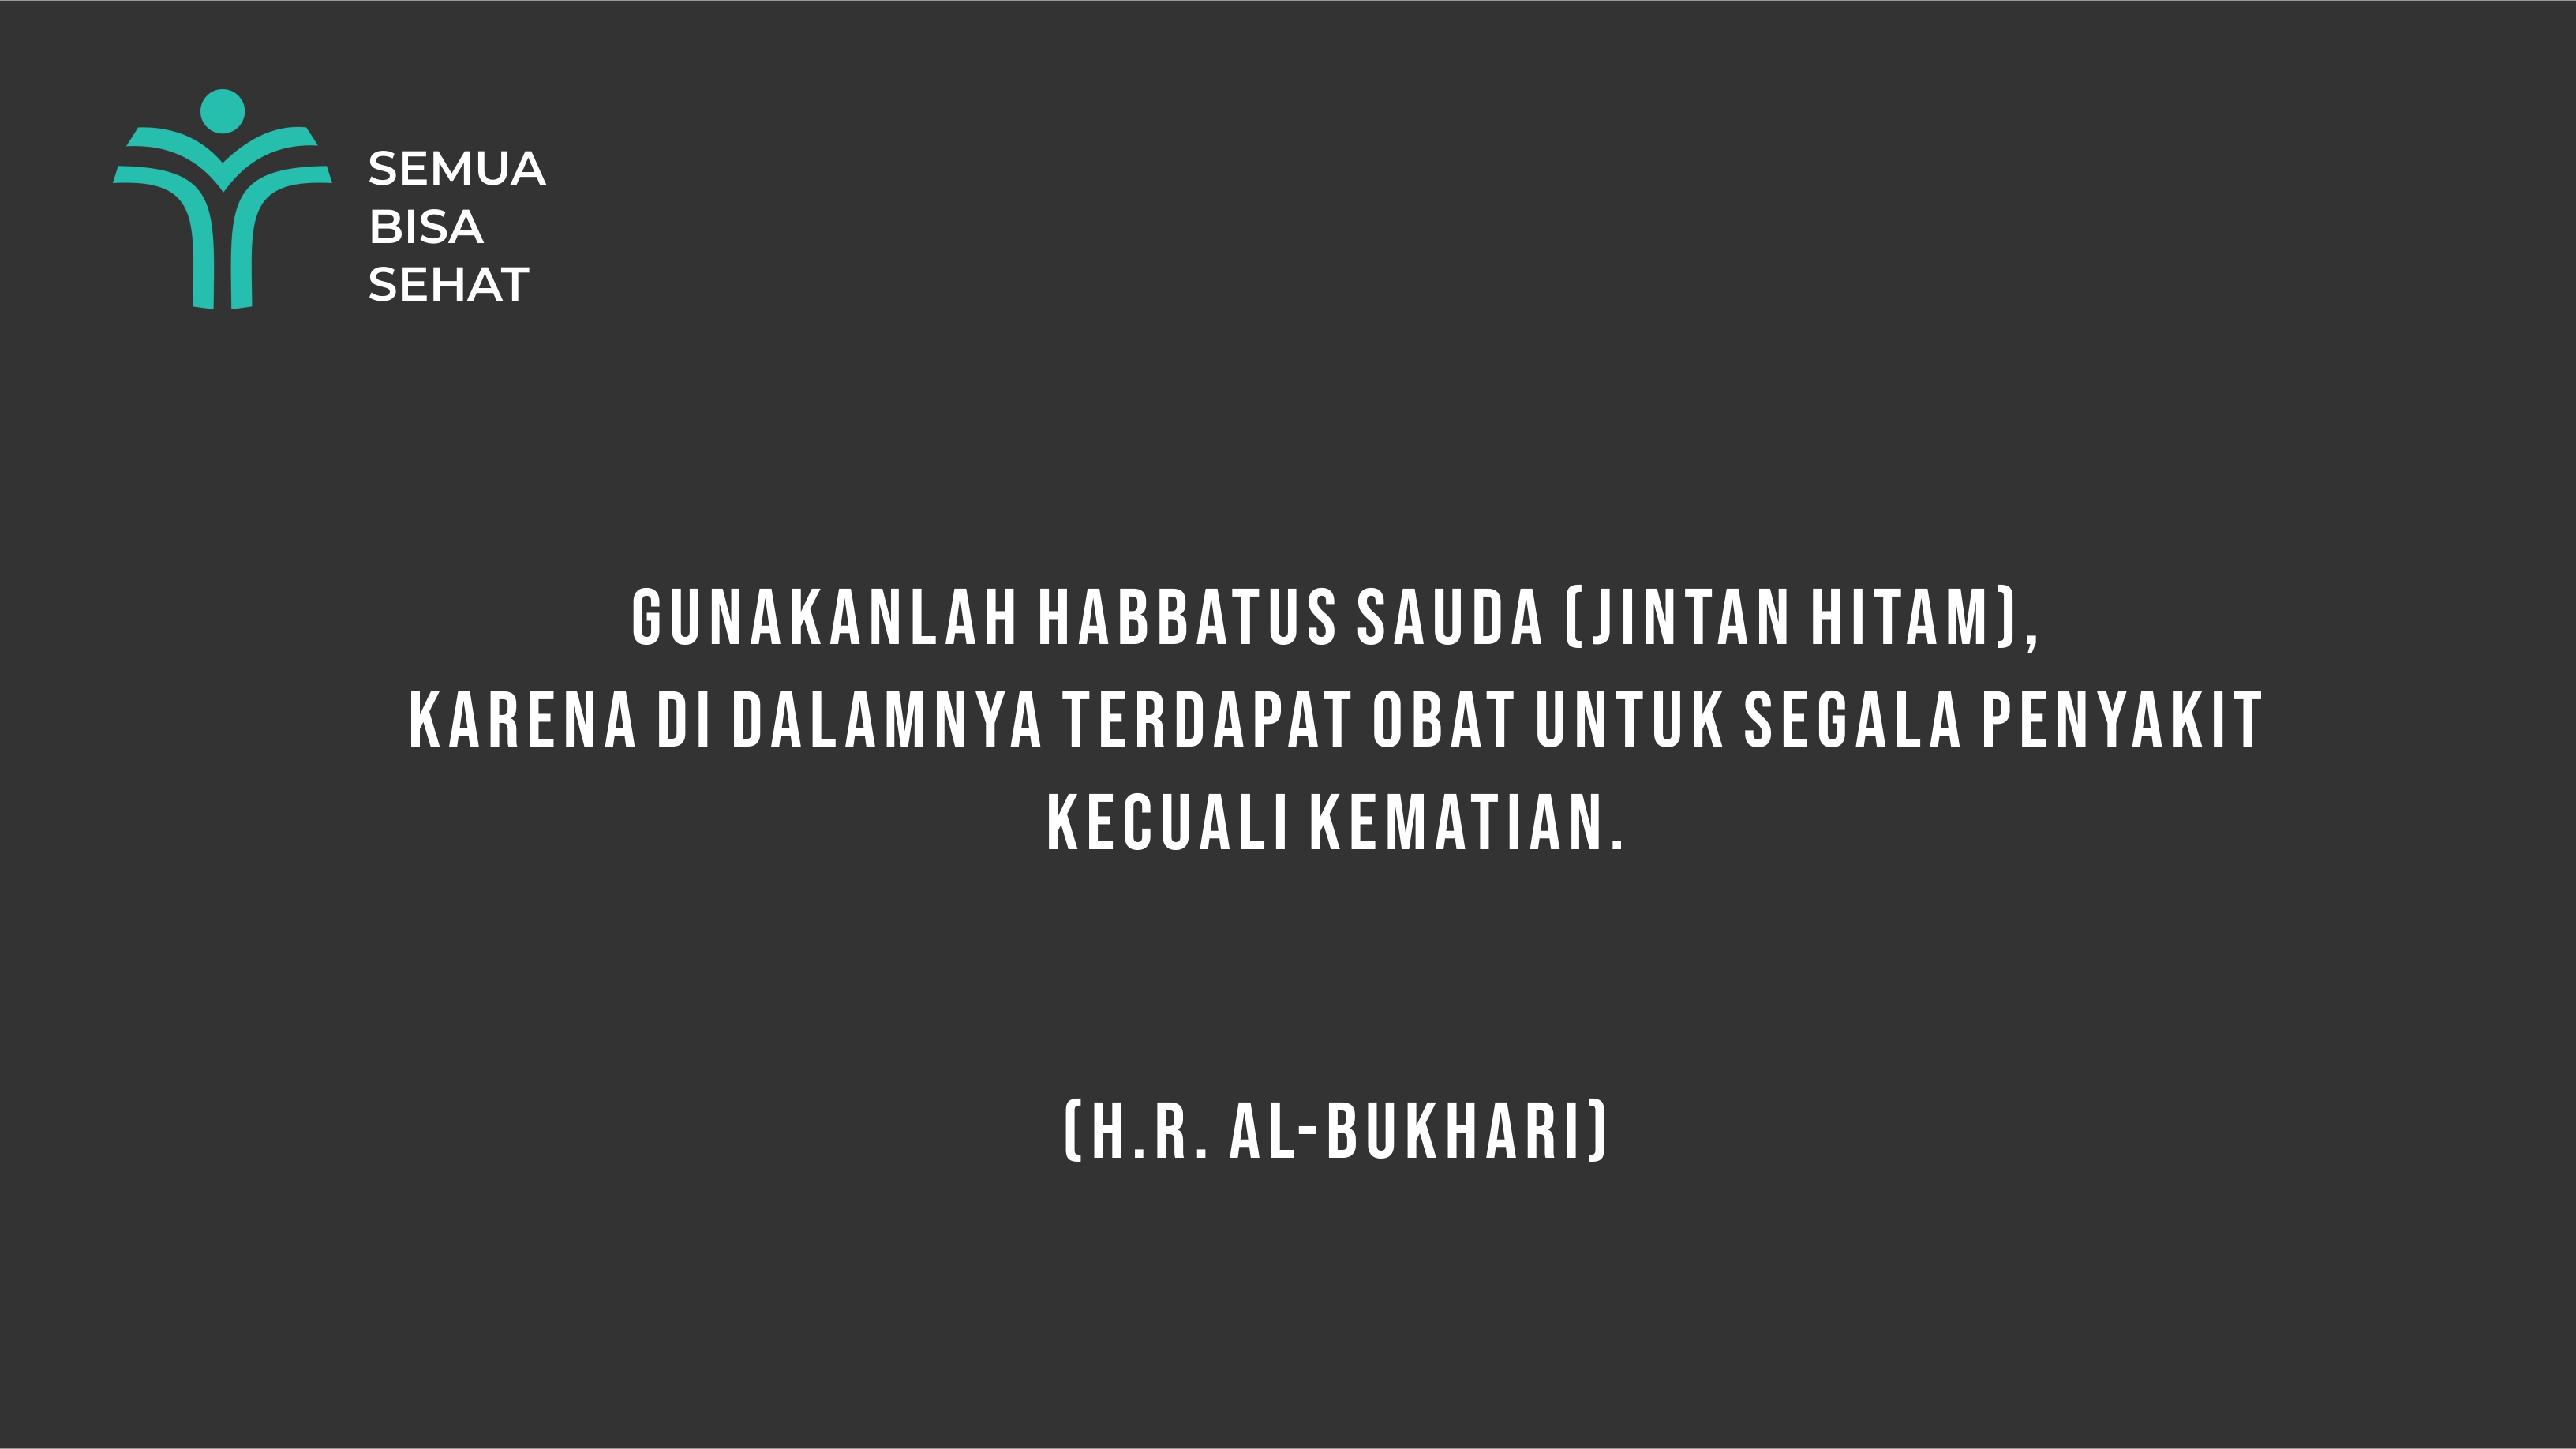 SEMUA
BISA
SEHAT
GUNAKANLAH HABBATUS SAUDA (JINTAN HITAM),
KARENA DI DALAMNYA TERDAPAT OBAT UNTUK SEGALA PENYAKIT
KECUALI KEMATIAN.
(H.R. AL-BUKHARI)